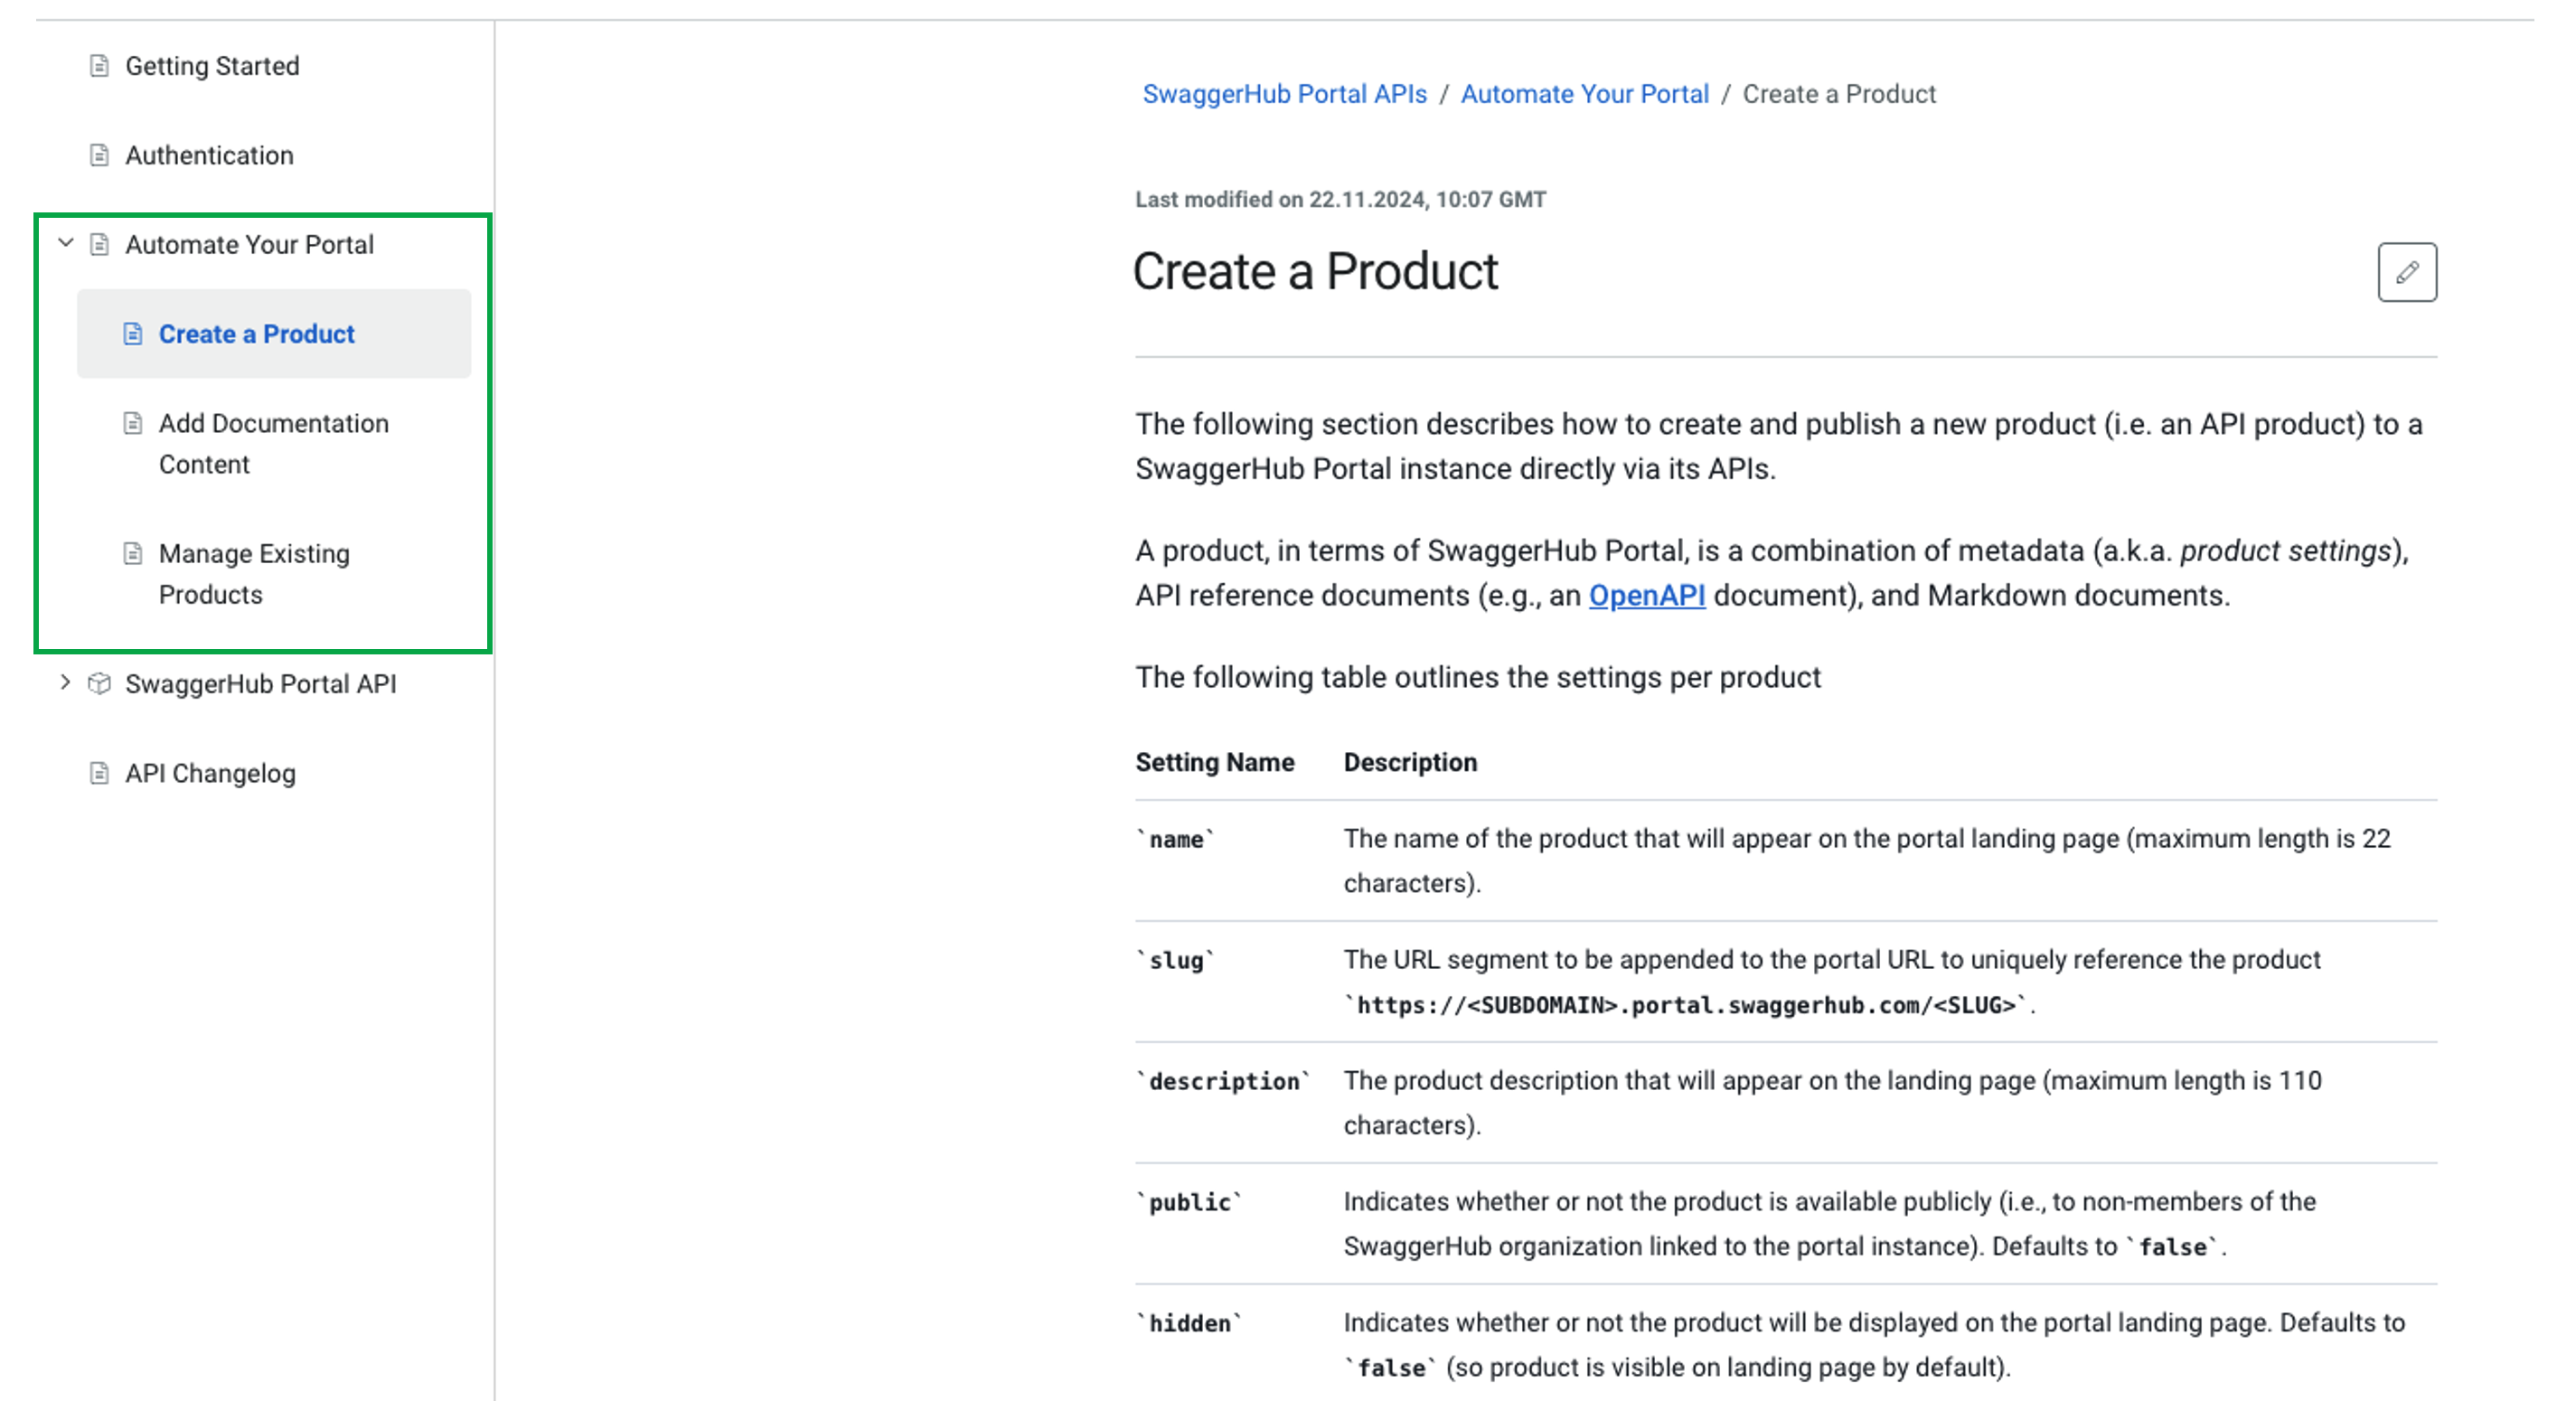 Getting Started
Authentication
Automate Your Portal
Create a Product
Add Documentation
Content
Manage Existing
Products
SwaggerHub Portal API
API Changelog
SwaggerHub Portal APIs / Automate Your Portal / Create a Product
Last modified on 22.11.2024, 10:07 GMT
Create a Product
The following section describes how to create and publish a new product (i.e. an API product) to a
SwaggerHub Portal instance directly via its APIs.
A product, in terms of SwaggerHub Portal, is a combination of metadata (a.k.a. product settings),
API reference documents (e.g., an OpenAPI document), and Markdown documents.
The following table outlines the settings per product
Setting Name Description
`name` The name of the product that will appear on the portal landing page (maximum length is 22
characters).
`slug` The URL segment to be appended to the portal URL to uniquely reference the product
`https://<SUBDOMAIN>.portal.swaggerhub.com/<SLUG>`.
`description` The product description that will appear on the landing page (maximum length is 110
characters).
`public` Indicates whether or not the product is available publicly (i.e., to non-members of the
SwaggerHub organization linked to the portal instance). Defaults to `false`.
`hidden` Indicates whether or not the product will be displayed on the portal landing page. Defaults to
`false` (so product is visible on landing page by default).